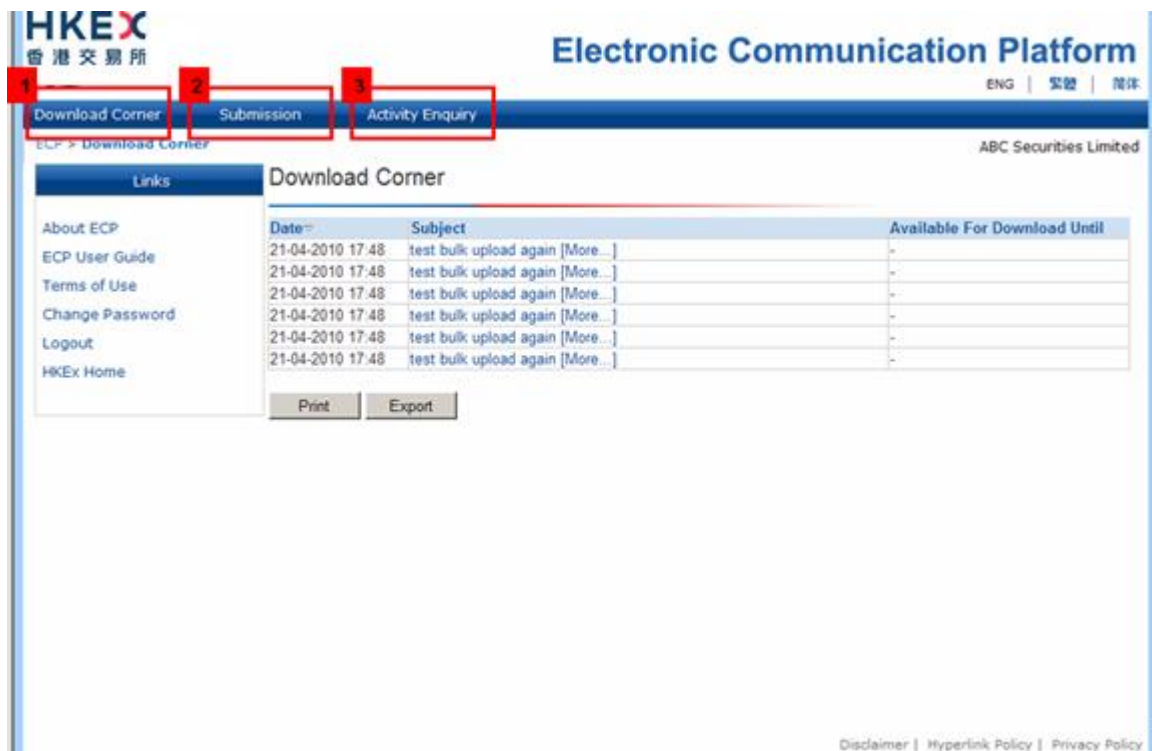 HKEX
香港交易所
Electronic Communication Platform
ENG | 繁體 | 简体
1 2 3
Download Corner Submission Activity Enquiry
ECP > Download Corner
ABC Securities Limited
Links
About ECP
ECP User Guide
Terms of Use
Change Password
Logout
HKEx Home
Download Corner
Date Subject Available For Download Until
21-04-2010 17:48 test bulk upload again [More...] -
21-04-2010 17:48 test bulk upload again [More...] -
21-04-2010 17:48 test bulk upload again [More...] -
21-04-2010 17:48 test bulk upload again [More...] -
21-04-2010 17:48 test bulk upload again [More...] -
21-04-2010 17:48 test bulk upload again [More...] -
Print Export
Disclaimer | Hyperlink Policy | Privacy Policy